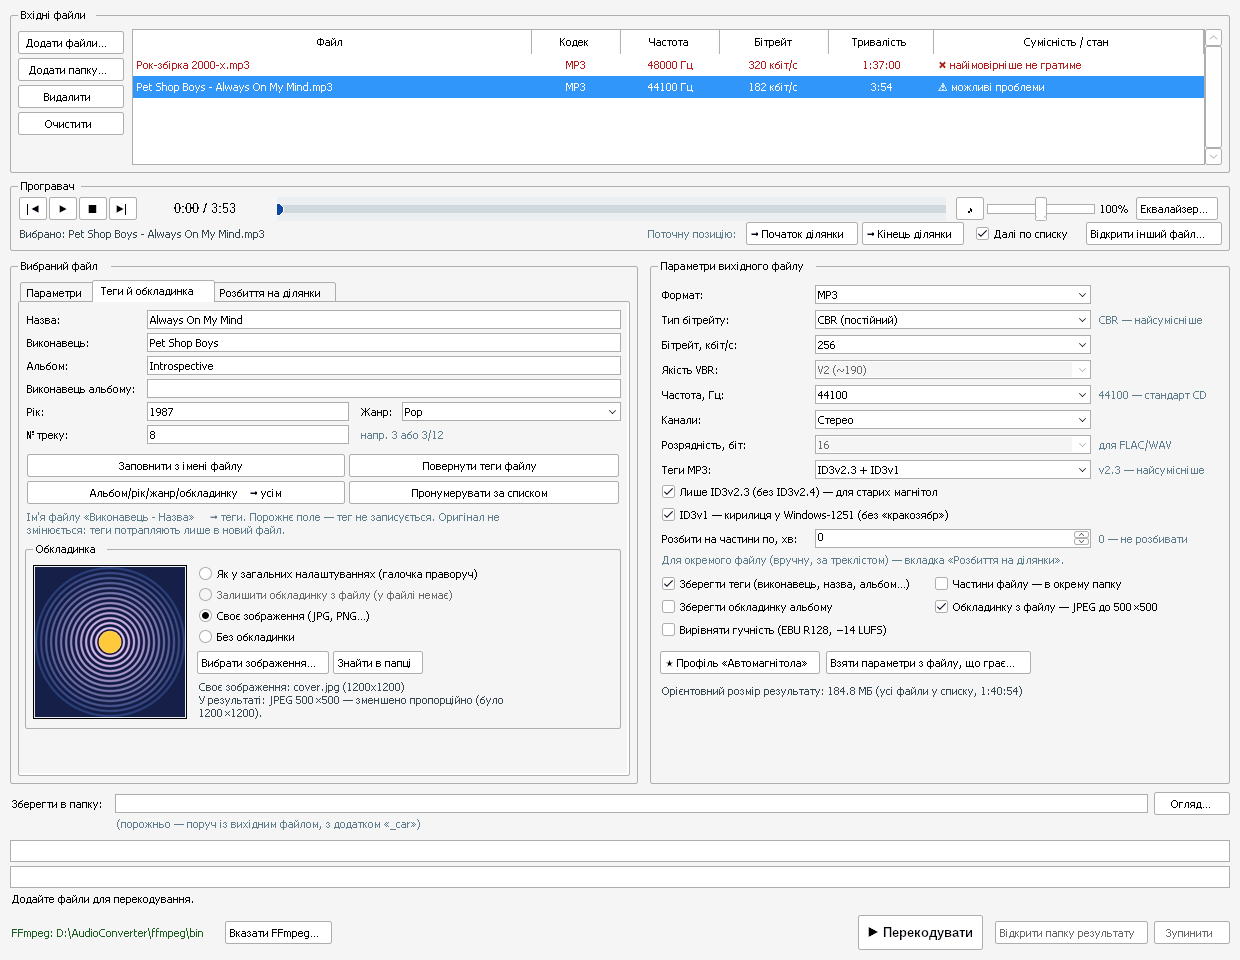 Вхідні файли
Додати файли...
Додати папку...
Видалити
Очистити
Файл Кодек Частота Бітрейт Тривалість Сумісність / стан
Рок-збірка 2000-х.mp3 MP3 48000 Гц 320 кбіт/с 1:37:00 ✖ найімовірніше не гратиме
Pet Shop Boys - Always On My Mind.mp3 MP3 44100 Гц 182 кбіт/с 3:54 ⚠ можливі проблеми
Програвач
0:00 / 3:53
100%
Еквалайзер...
Вибрано: Pet Shop Boys - Always On My Mind.mp3
Поточну позицію:
→ Початок ділянки
→ Кінець ділянки
Далі по списку
Відкрити інший файл...
Вибраний файл
Параметри
Теги й обкладинка
Розбиття на ділянки
Назва: Always On My Mind
Виконавець: Pet Shop Boys
Альбом: Introspective
Виконавець альбому:
Рік: 1987 Жанр: Pop
№ треку: 8 напр. 3 або 3/12
Заповнити з імені файлу
Повернути теги файлу
Альбом/рік/жанр/обкладинку → усім
Пронумерувати за списком
Ім'я файлу «Виконавець - Назва» → теги. Порожнє поле — тег не записується. Оригінал не
змінюється: теги потрапляють лише в новий файл.
Обкладинка
Як у загальних налаштуваннях (галочка праворуч)
Залишити обкладинку з файлу (у файлі немає)
Своє зображення (JPG, PNG...)
Без обкладинки
Вибрати зображення...
Знайти в папці
Своє зображення: cover.jpg (1200x1200)
У результаті: JPEG 500×500 — зменшено пропорційно (було
1200×1200).
Параметри вихідного файлу
Формат: MP3
Тип бітрейту: CBR (постійний) CBR — найсумісніше
Бітрейт, кбіт/с: 256
Якість VBR: V2 (~190)
Частота, Гц: 44100 44100 — стандарт CD
Канали: Стерео
Розрядність, біт: 16 для FLAC/WAV
Теги MP3: ID3v2.3 + ID3v1 v2.3 — найсумісніше
Лише ID3v2.3 (без ID3v2.4) — для старих магнітол
ID3v1 — кирилиця у Windows-1251 (без «кракозябр»)
Розбити на частини по, хв: 0 0 — не розбивати
Для окремого файлу (вручну, за треклістом) — вкладка «Розбиття на ділянки».
Зберегти теги (виконавець, назва, альбом...)
Частини файлу — в окрему папку
Зберегти обкладинку альбому
Обкладинку з файлу — JPEG до 500×500
Вирівняти гучність (EBU R128, −14 LUFS)
★ Профіль «Автомагнітола»
Взяти параметри з файлу, що грає...
Орієнтовний розмір результату: 184.8 МБ (усі файли у списку, 1:40:54)
Зберегти в папку:
Огляд...
(порожньо — поруч із вихідним файлом, з додатком «_car»)
Додайте файли для перекодування.
FFmpeg: D:\AudioConverter\ffmpeg\bin
Вказати FFmpeg...
▶ Перекодувати
Відкрити папку результату
Зупинити